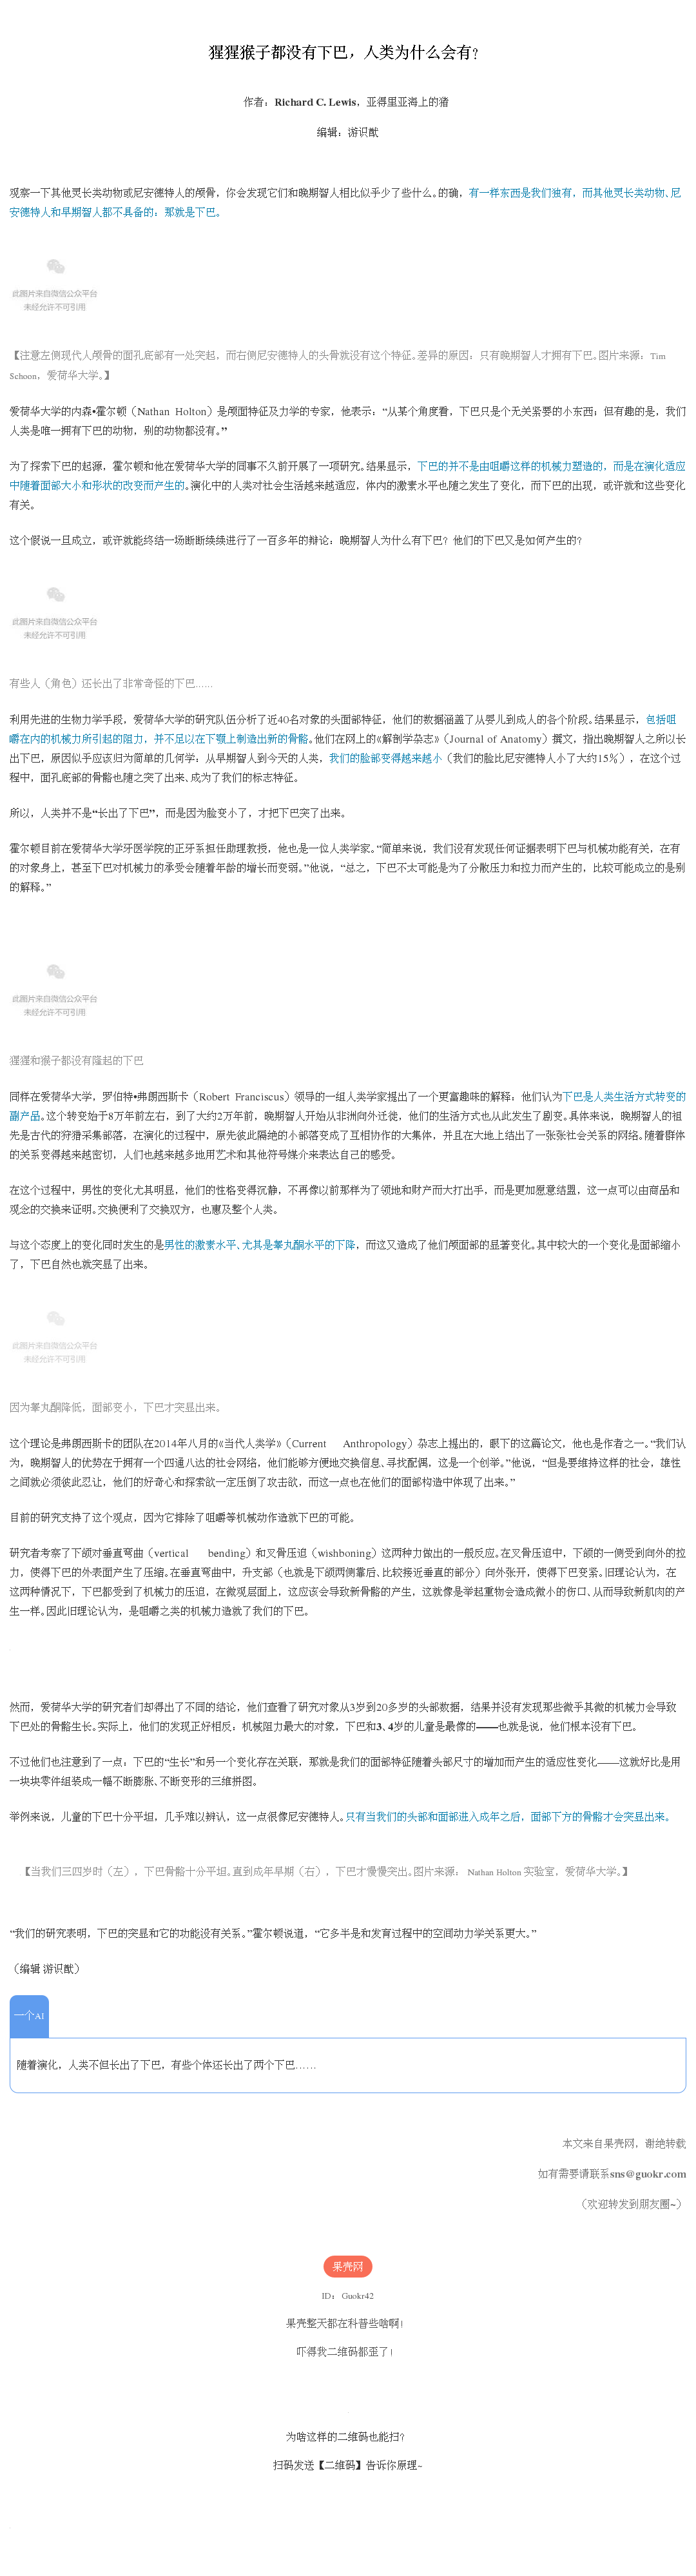 猩猩猴子都没有下巴，人类为什么会有？
作者：Richard C. Lewis，亚得里亚海上的猪
编辑：游识猷
观察一下其他灵长类动物或尼安德特人的颅骨，你会发现它们和晚期智人相比似乎少了些什么。的确，有一样东西是我们独有，而其他灵长类动物、尼
安德特人和早期智人都不具备的：那就是下巴。
此图片来自微信公众平台
未经允许不可引用
【注意左侧现代人颅骨的面孔底部有一处突起，而右侧尼安德特人的头骨就没有这个特征。差异的原因：只有晚期智人才拥有下巴。图片来源：Tim
Schoon，爱荷华大学。】
爱荷华大学的内森•霍尔顿（Nathan Holton）是颅面特征及力学的专家，他表示：“从某个角度看，下巴只是个无关紧要的小东西；但有趣的是，我们
人类是唯一拥有下巴的动物，别的动物都没有。”
为了探索下巴的起源，霍尔顿和他在爱荷华大学的同事不久前开展了一项研究。结果显示，下巴的并不是由咀嚼这样的机械力塑造的，而是在演化适应
中随着面部大小和形状的改变而产生的。演化中的人类对社会生活越来越适应，体内的激素水平也随之发生了变化，而下巴的出现，或许就和这些变化
有关。
这个假说一旦成立，或许就能终结一场断断续续进行了一百多年的辩论：晚期智人为什么有下巴？他们的下巴又是如何产生的？
此图片来自微信公众平台
未经允许不可引用
有些人（角色）还长出了非常奇怪的下巴……
利用先进的生物力学手段，爱荷华大学的研究队伍分析了近40名对象的头面部特征，他们的数据涵盖了从婴儿到成人的各个阶段。结果显示，包括咀
嚼在内的机械力所引起的阻力，并不足以在下颚上制造出新的骨骼。他们在网上的《解剖学杂志》（Journal of Anatomy）撰文，指出晚期智人之所以长
出下巴，原因似乎应该归为简单的几何学：从早期智人到今天的人类，我们的脸部变得越来越小（我们的脸比尼安德特人小了大约15%），在这个过
程中，面孔底部的骨骼也随之突了出来、成为了我们的标志特征。
所以，人类并不是“长出了下巴”，而是因为脸变小了，才把下巴突了出来。
霍尔顿目前在爱荷华大学牙医学院的正牙系担任助理教授，他也是一位人类学家。“简单来说，我们没有发现任何证据表明下巴与机械功能有关，在有
的对象身上，甚至下巴对机械力的承受会随着年龄的增长而变弱。”他说，“总之，下巴不太可能是为了分散压力和拉力而产生的，比较可能成立的是别
的解释。”
此图片来自微信公众平台
未经允许不可引用
猩猩和猴子都没有隆起的下巴
同样在爱荷华大学，罗伯特•弗朗西斯卡（Robert Franciscus）领导的一组人类学家提出了一个更富趣味的解释：他们认为下巴是人类生活方式转变的
副产品。这个转变始于8万年前左右，到了大约2万年前，晚期智人开始从非洲向外迁徙，他们的生活方式也从此发生了剧变。具体来说，晚期智人的祖
先是古代的狩猎采集部落，在演化的过程中，原先彼此隔绝的小部落变成了互相协作的大集体，并且在大地上结出了一张张社会关系的网络。随着群体
的关系变得越来越密切，人们也越来越多地用艺术和其他符号媒介来表达自己的感受。
在这个过程中，男性的变化尤其明显，他们的性格变得沉静，不再像以前那样为了领地和财产而大打出手，而是更加愿意结盟，这一点可以由商品和
观念的交换来证明。交换便利了交换双方，也惠及整个人类。
与这个态度上的变化同时发生的是男性的激素水平、尤其是睾丸酮水平的下降，而这又造成了他们颅面部的显著变化。其中较大的一个变化是面部缩小
了，下巴自然也就突显了出来。
此图片来自微信公众平台
未经允许不可引用
因为睾丸酮降低，面部变小，下巴才突显出来。
这个理论是弗朗西斯卡的团队在2014年八月的《当代人类学》（Current Anthropology）杂志上提出的，眼下的这篇论文，他也是作者之一。“我们认
为，晚期智人的优势在于拥有一个四通八达的社会网络，他们能够方便地交换信息、寻找配偶，这是一个创举。”他说，“但是要维持这样的社会，雄性
之间就必须彼此忍让，他们的好奇心和探索欲一定压倒了攻击欲，而这一点也在他们的面部构造中体现了出来。”
目前的研究支持了这个观点，因为它排除了咀嚼等机械动作造就下巴的可能。
研究者考察了下颌对垂直弯曲（vertical bending）和叉骨压迫（wishboning）这两种力做出的一般反应。在叉骨压迫中，下颌的一侧受到向外的拉
力，使得下巴的外表面产生了压缩。在垂直弯曲中，升支部（也就是下颌两侧靠后、比较接近垂直的部分）向外张开，使得下巴变紧。旧理论认为，在
这两种情况下，下巴都受到了机械力的压迫，在微观层面上，这应该会导致新骨骼的产生，这就像是举起重物会造成微小的伤口、从而导致新肌肉的产
生一样。因此旧理论认为，是咀嚼之类的机械力造就了我们的下巴。
然而，爱荷华大学的研究者们却得出了不同的结论，他们查看了研究对象从3岁到20多岁的头部数据，结果并没有发现那些微乎其微的机械力会导致
下巴处的骨骼生长。实际上，他们的发现正好相反：机械阻力最大的对象，下巴和3、4岁的儿童是最像的——也就是说，他们根本没有下巴。
不过他们也注意到了一点：下巴的“生长”和另一个变化存在关联，那就是我们的面部特征随着头部尺寸的增加而产生的适应性变化——这就好比是用
一块块零件组装成一幅不断膨胀、不断变形的三维拼图。
举例来说，儿童的下巴十分平坦，几乎难以辨认，这一点很像尼安德特人。只有当我们的头部和面部进入成年之后，面部下方的骨骼才会突显出来。
【当我们三四岁时（左），下巴骨骼十分平坦。直到成年早期（右），下巴才慢慢突出。图片来源： Nathan Holton 实验室，爱荷华大学。】
“我们的研究表明，下巴的突显和它的功能没有关系。”霍尔顿说道，“它多半是和发育过程中的空间动力学关系更大。”
（编辑 游识猷）
一个AI
随着演化，人类不但长出了下巴，有些个体还长出了两个下巴……
本文来自果壳网，谢绝转载
如有需要请联系sns@guokr.com
（欢迎转发到朋友圈~）
果壳网
ID： Guokr42
果壳整天都在科普些啥啊！
吓得我二维码都歪了！
为啥这样的二维码也能扫？
扫码发送【二维码】告诉你原理~